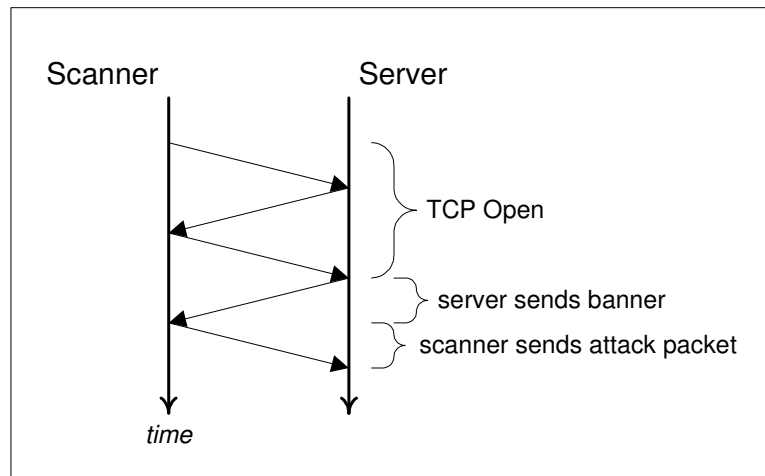 Scanner
Server
TCP Open
server sends banner
scanner sends attack packet
time